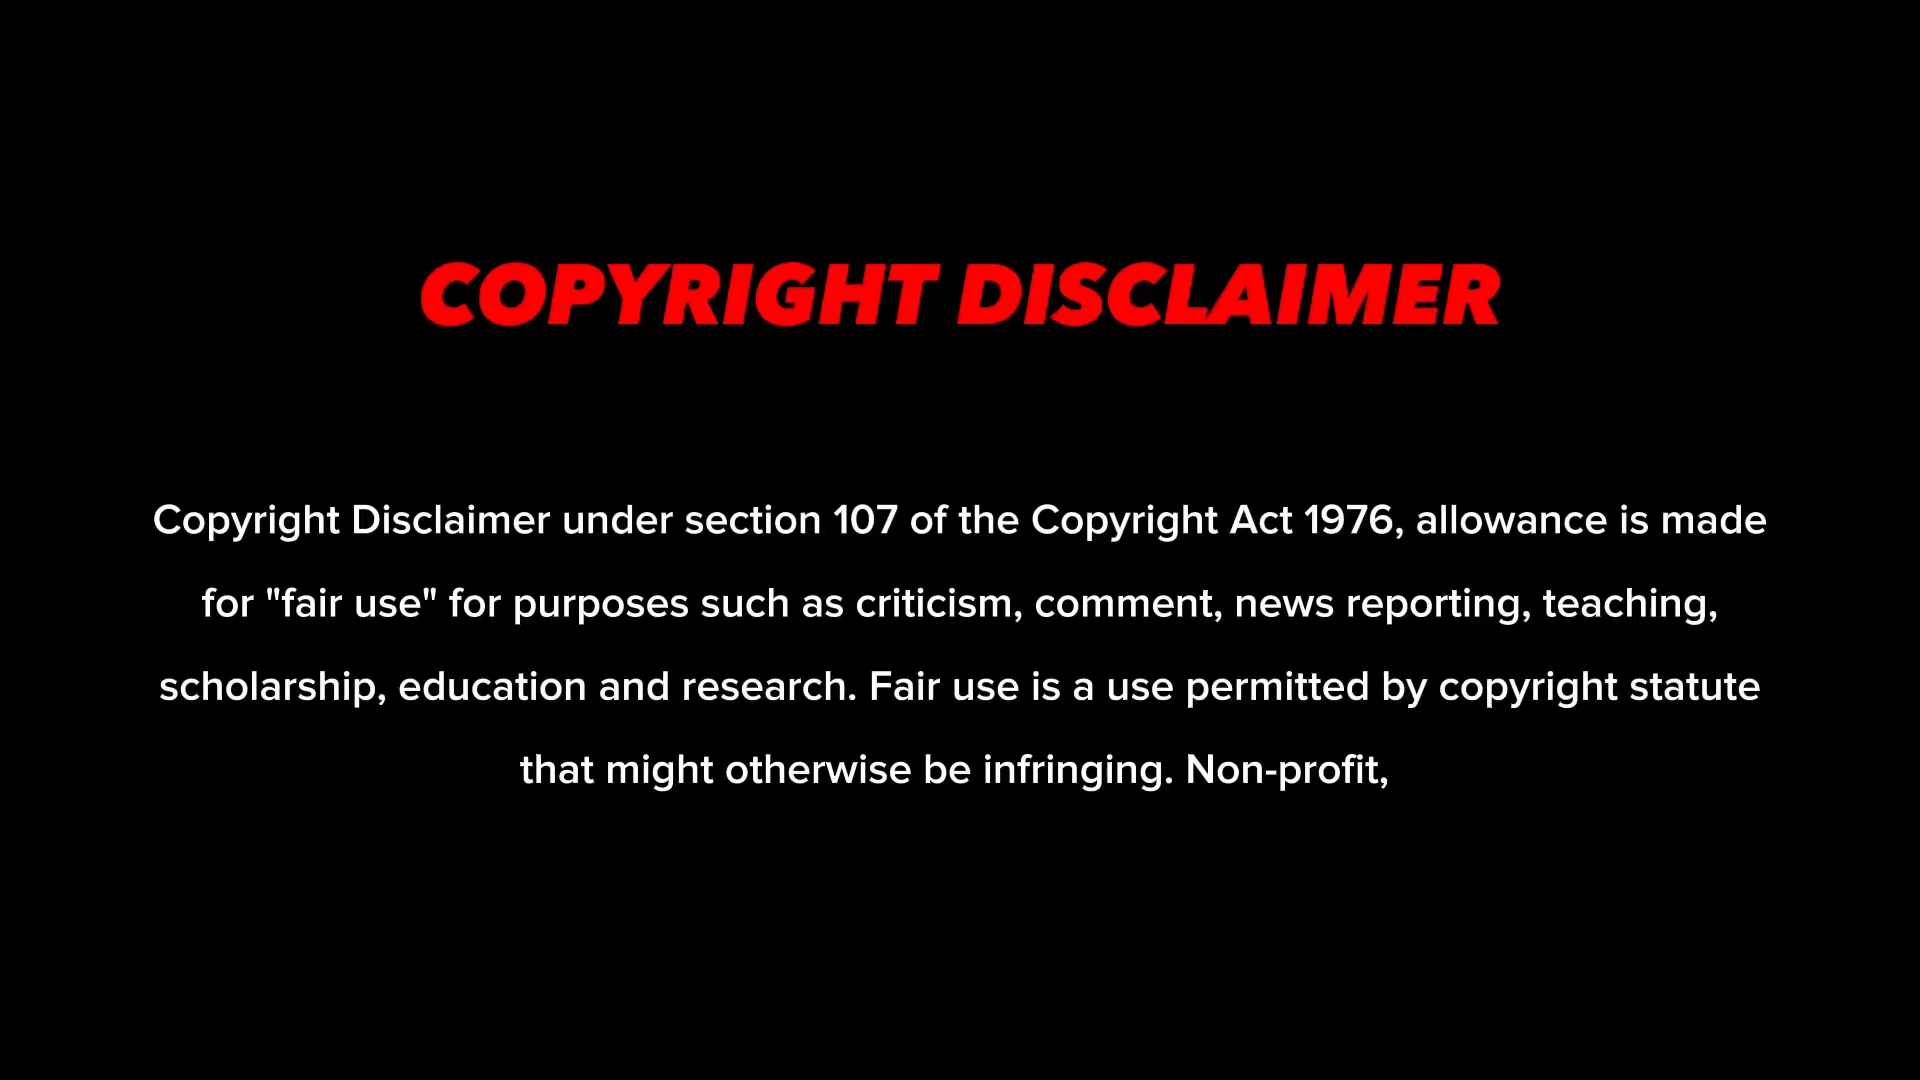 COPYRIGHT DISCLAIMER
Copyright Disclaimer under section 107 of the Copyright Act 1976, allowance is made
for "fair use" for purposes such as criticism, comment, news reporting, teaching,
scholarship, education and research. Fair use is a use permitted by copyright statute
that might otherwise be infringing. Non-profit,